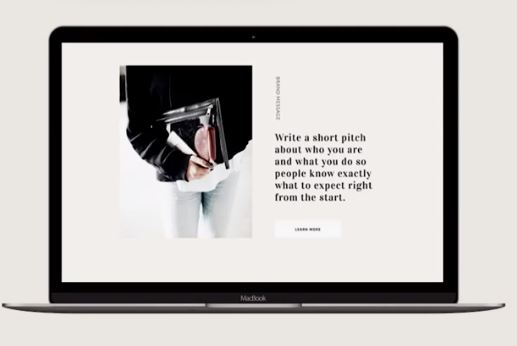 BRAND MESSAGE
Write a short pitch
about who you are
and what you do so
people know exactly
what to expect right
from the start.
LEARN MORE
MacBook